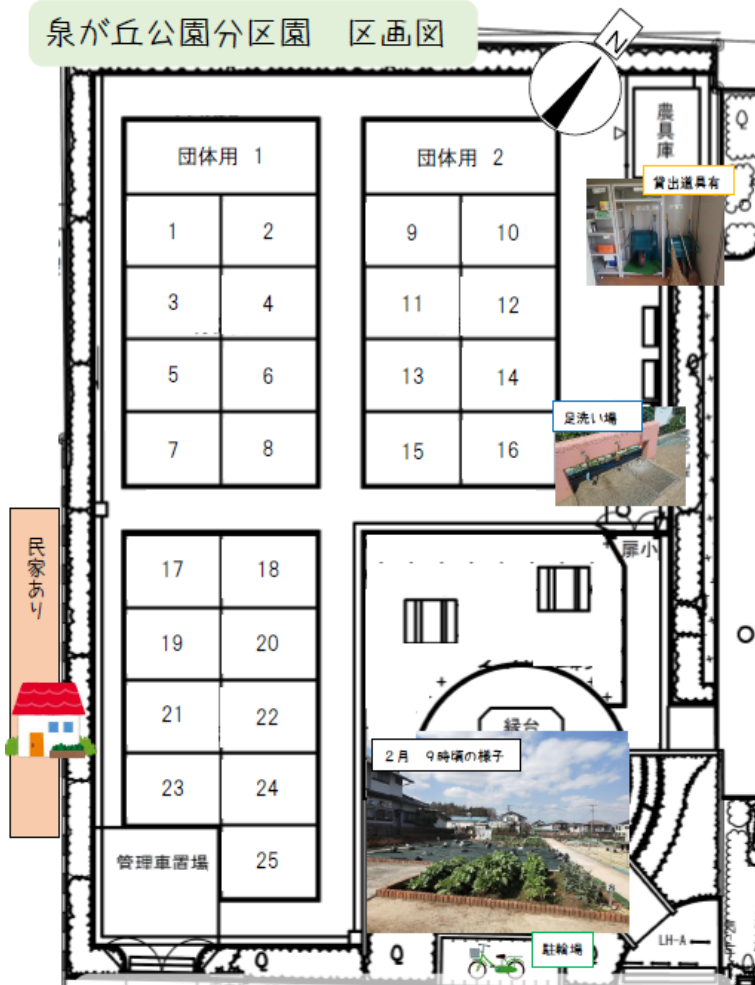 泉が丘公園分区園　区画図
N
農具庫
貸出道具有
団体用 1
団体用 2
1 2
9 10
3 4
11 12
5 6
13 14
7 8
15 16
足洗い場
扉小
民家あり
17 18
19 20
21 22
23 24
25
管理車置場
縁台
2月　9時頃の様子
駐輪場
LH-A
Q
Q
Q
Q